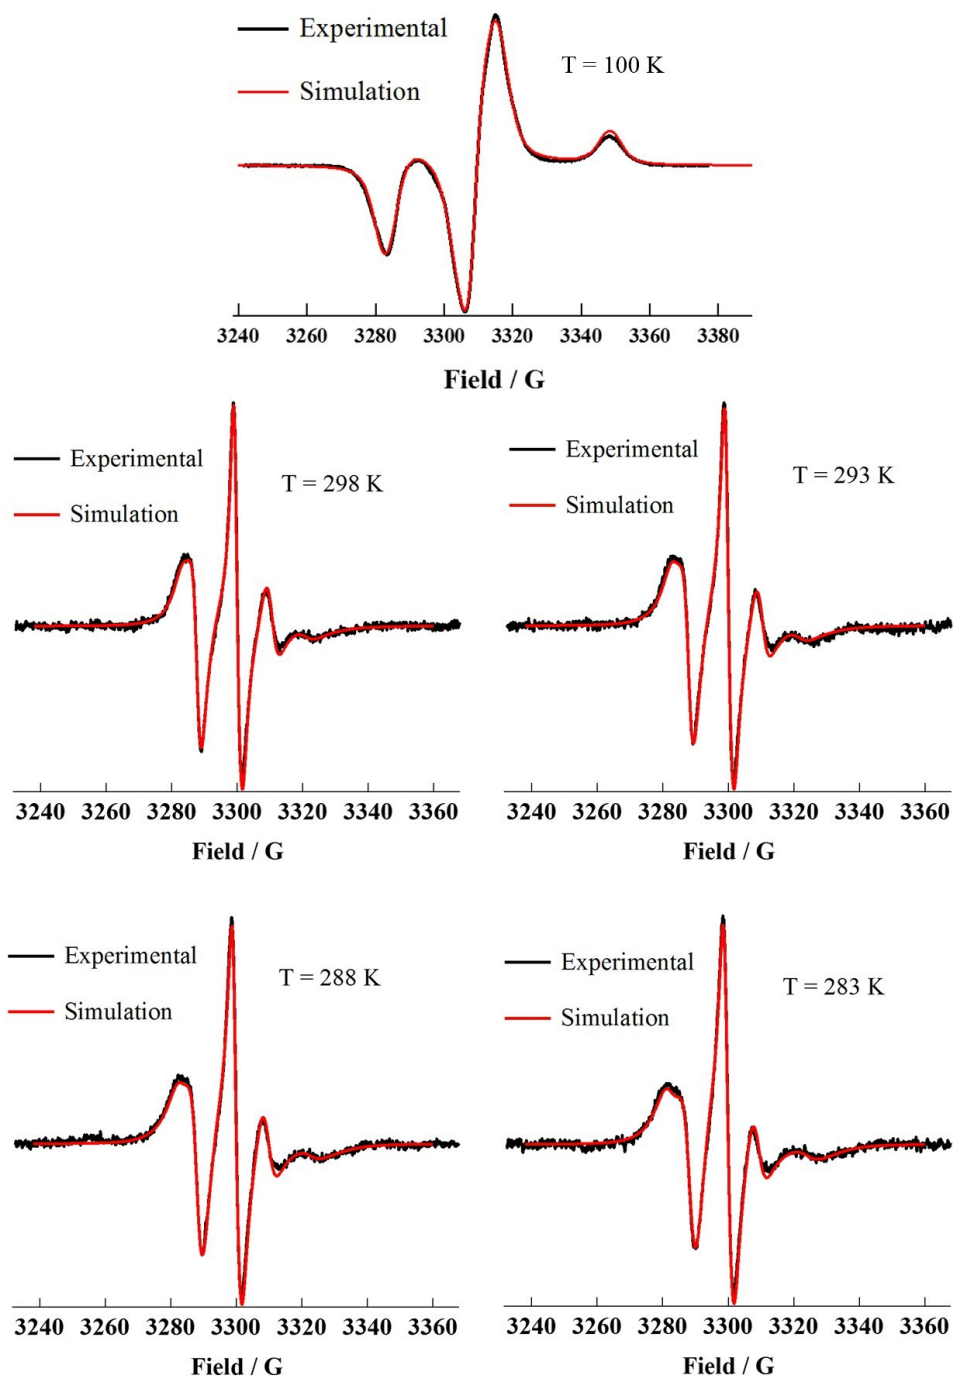 Experimental
Simulation
T = 100 K
3240 3260 3280 3300 3320 3340 3360 3380
Field / G
Experimental
Simulation
T = 298 K
3240 3260 3280 3300 3320 3340 3360
Field / G
Experimental
Simulation
T = 293 K
3240 3260 3280 3300 3320 3340 3360
Field / G
Experimental
Simulation
T = 288 K
3240 3260 3280 3300 3320 3340 3360
Field / G
Experimental
Simulation
T = 283 K
3240 3260 3280 3300 3320 3340 3360
Field / G